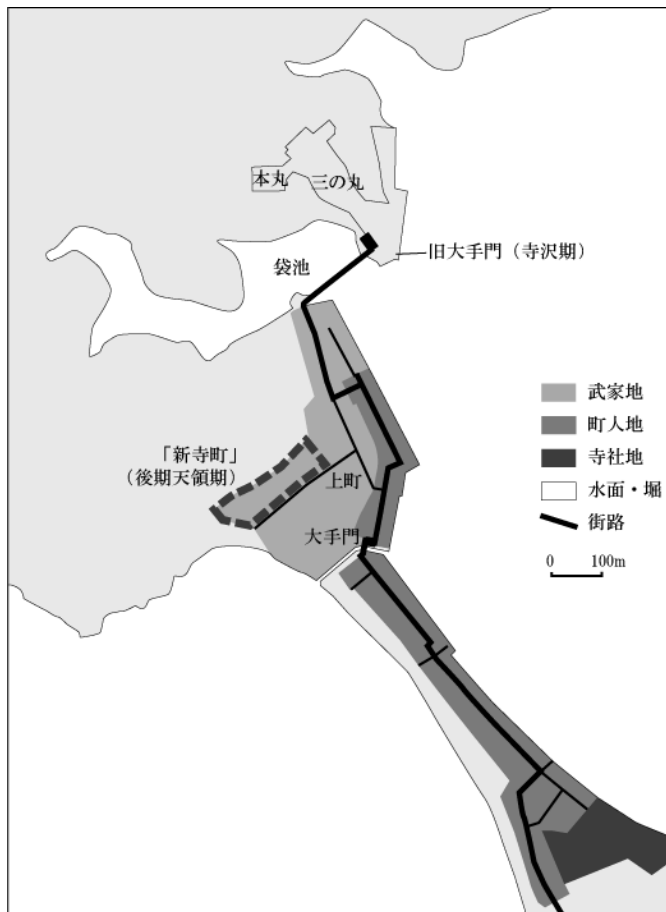 本丸
三の丸
旧大手門（寺沢期）
袋池
武家地
町人地
寺社地
水面・堀
街路
0 100m
「新寺町」
（後期天領期）
上町
大手門